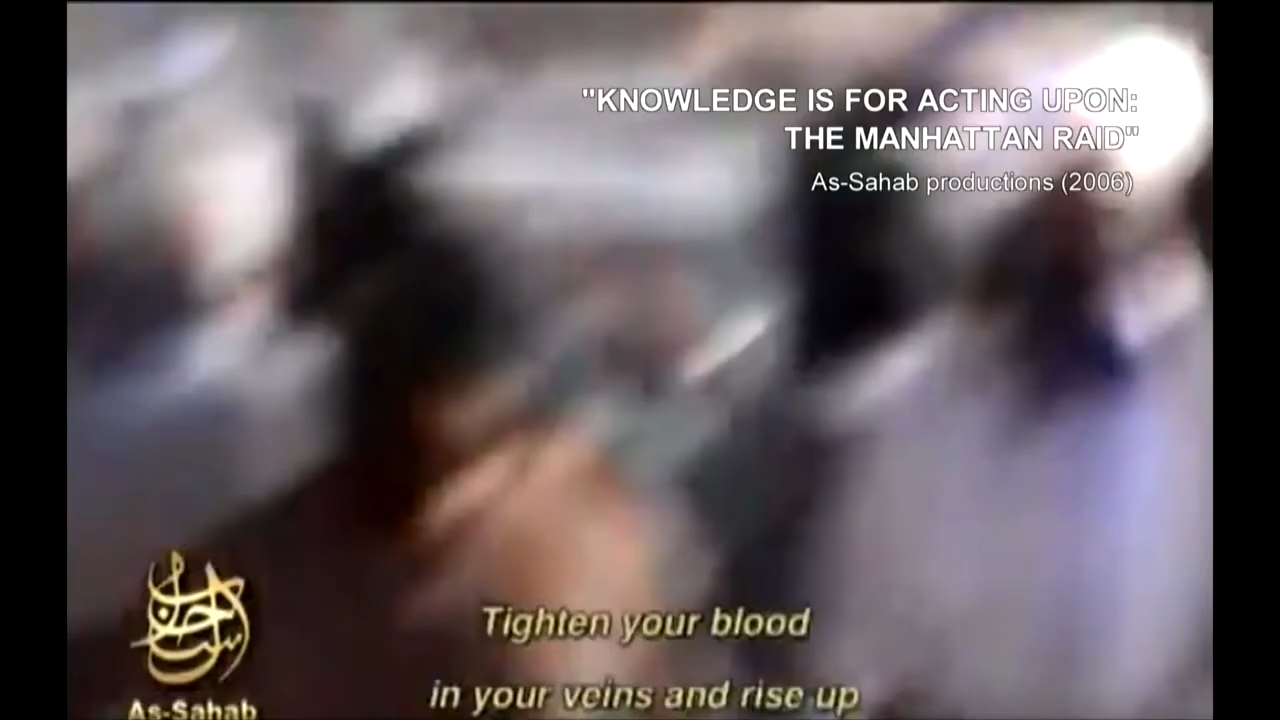 "KNOWLEDGE IS FOR ACTING UPON:
THE MANHATTAN RAID"
As-Sahab productions (2006)
Tighten your blood
in your veins and rise up
السحاب
As-Sahab